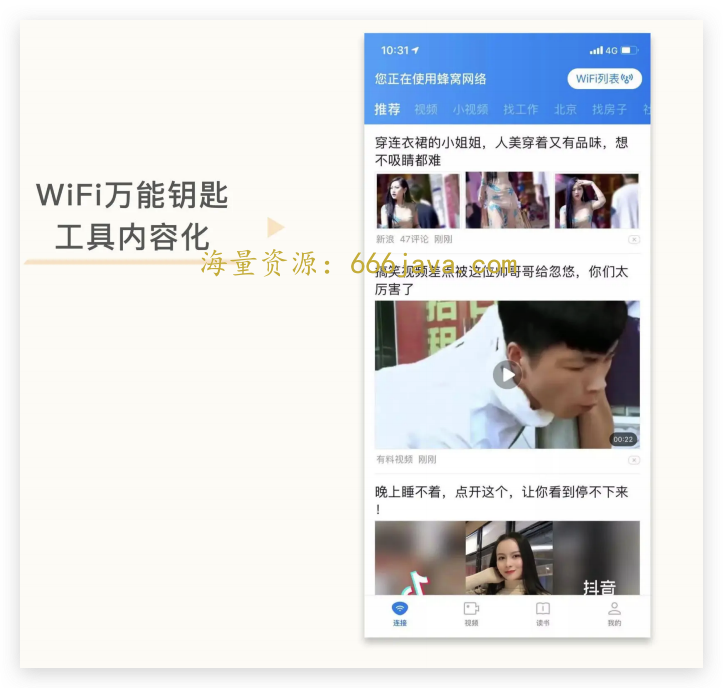 WiFi万能钥匙
工具内容化
海量资源：666java.com
10:31
4G
您正在使用蜂窝网络
WiFi列表
推荐 视频 小视频 找工作 北京 找房子
穿连衣裙的小姐姐，人美穿着又有品味，想
不吸睛都难
新浪 47评论 刚刚
搞笑视频差点被这位帅哥哥给忽悠，你们太
厉害了
00:22
有料视频 刚刚
晚上睡不着，点开这个，让你看到停不下来
！
抖音
连接 视频 读书 我的